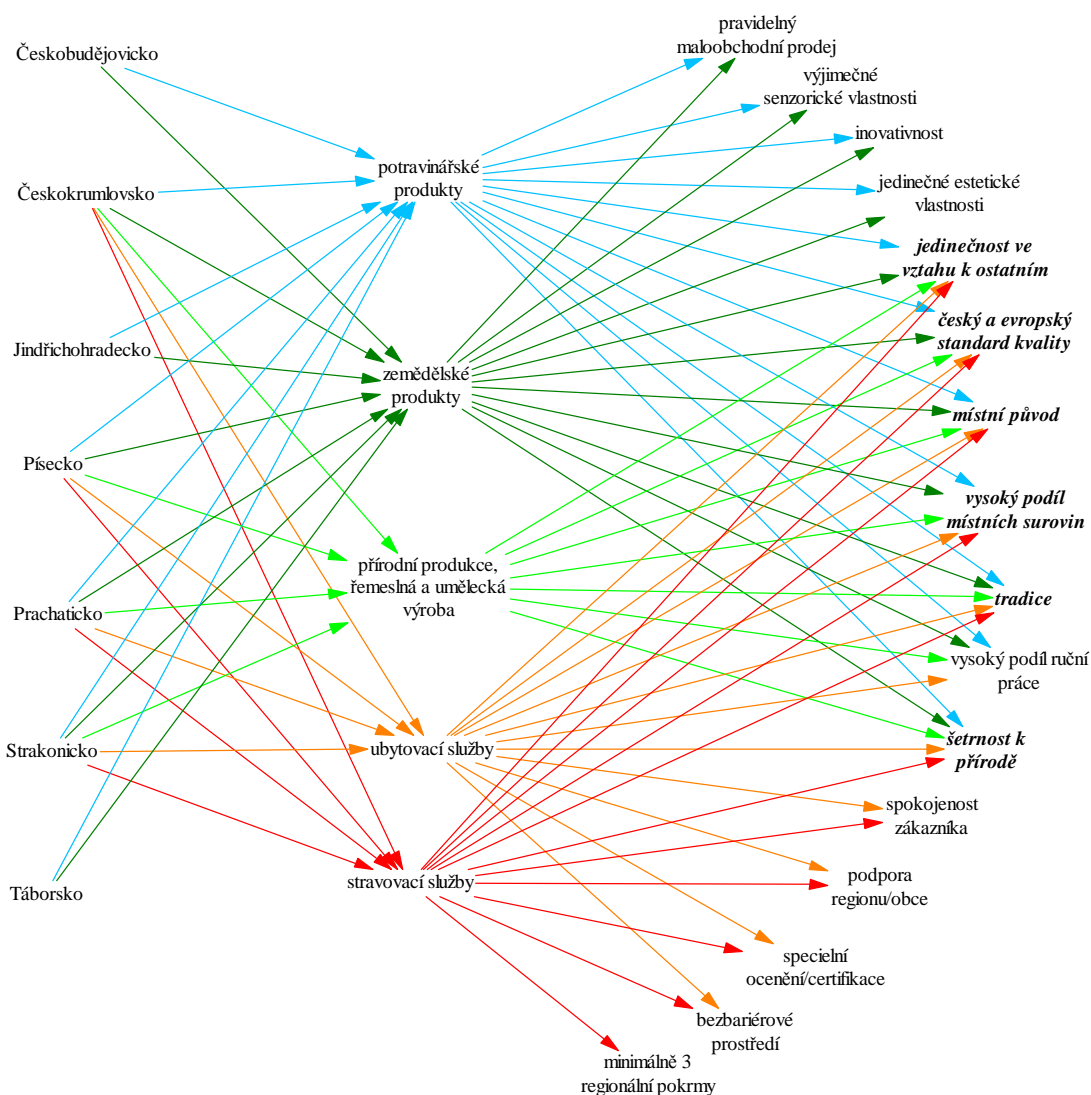 Českobudějovicko
Českokrumlovsko
Jindřichohradecko
Písecko
Prachaticko
Strakonicko
Táborsko
potravinářské
produkty
zemědělské
produkty
přírodní produkce,
řemeslná a umělecká
výroba
ubytovací služby
stravovací služby
pravidelný
maloobchodní prodej
výjimečné
senzorické vlastnosti
inovativnost
jedinečné estetické
vlastnosti
jedinečnost ve
vztahu k ostatním
český a evropský
standard kvality
místní původ
vysoký podíl
místních surovin
tradice
vysoký podíl ruční
práce
šetrnost k
přírodě
spokojenost
zákazníka
podpora
regionu/obce
specielní
ocenění/certifikace
bezbariérové
prostředí
minimálně 3
regionální pokrmy